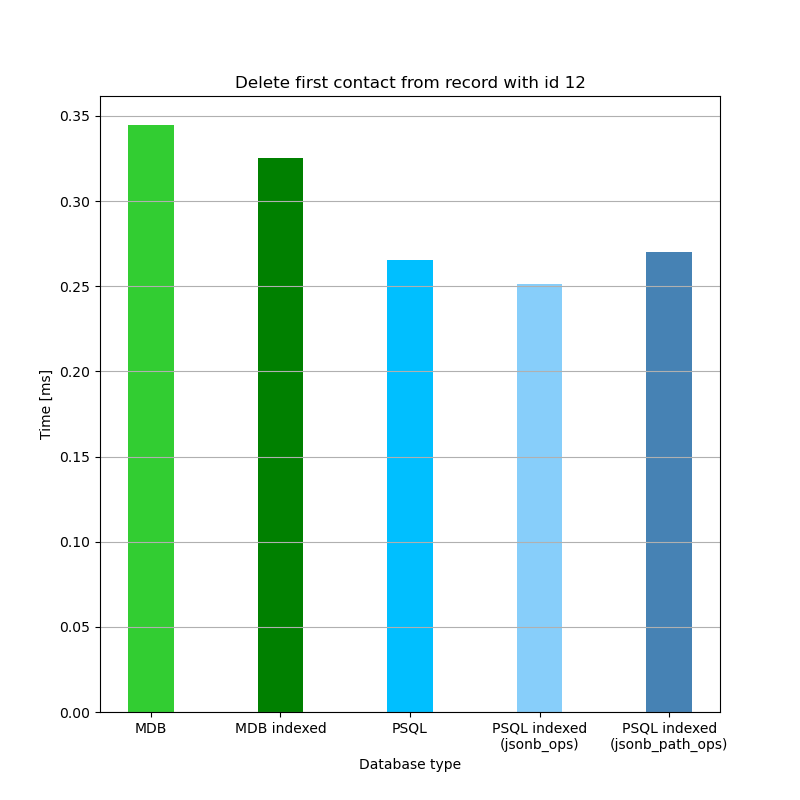 Delete first contact from record with id 12
0.35
0.30
0.25
0.20
0.15
0.10
0.05
0.00
Time [ms]
MDB
MDB indexed
PSQL
PSQL indexed
(jsonb_ops)
PSQL indexed
(jsonb_path_ops)
Database type